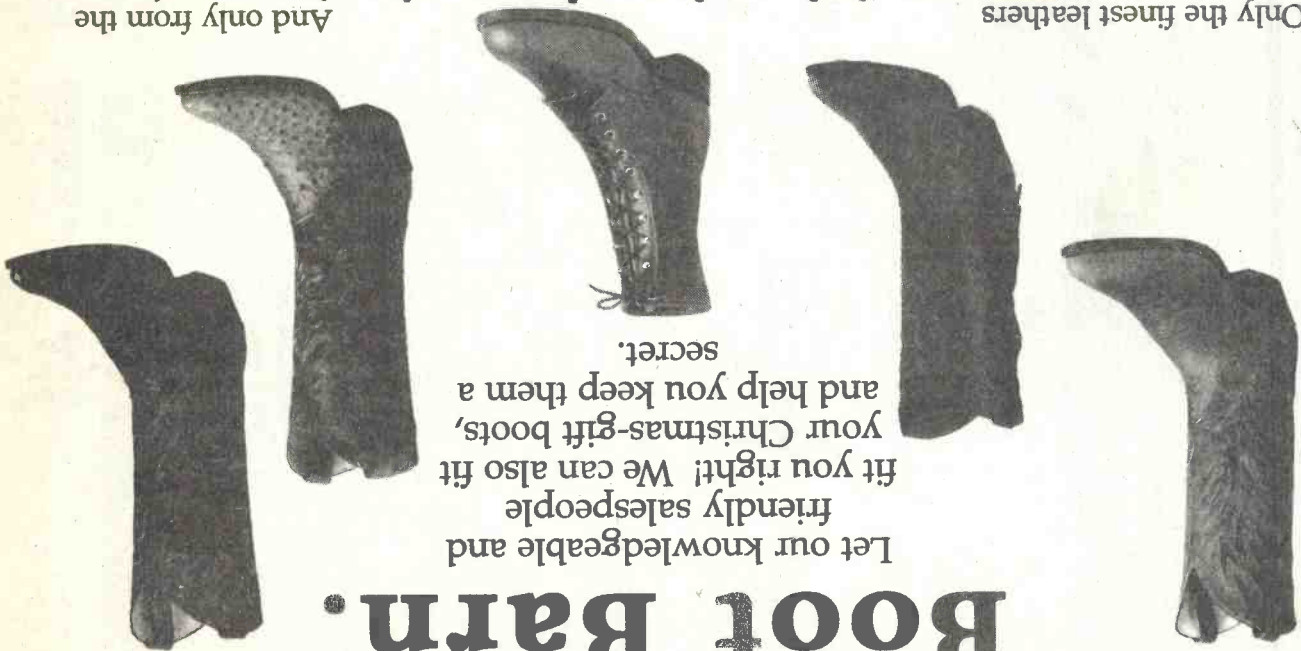 Boot Barn.
Let our knowledgeable and
friendly salespeople
fit you right! We can also fit
your Christmas-gift boots,
and help you keep them a
secret.
Only the finest leathers
And only from the